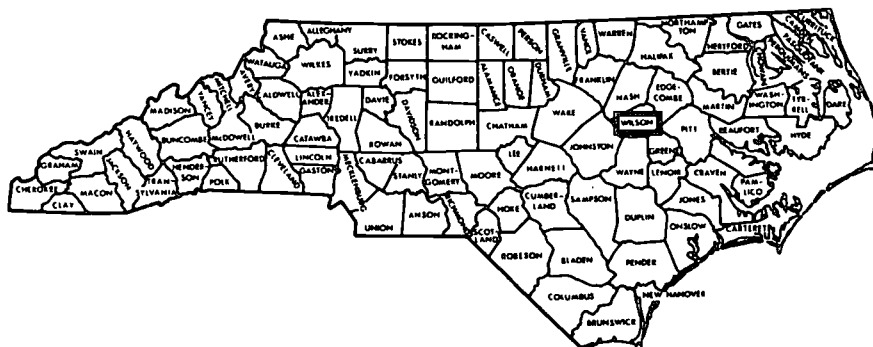 ASHE
ALLEGHANY
SURRY
STOKES
ROCKING-
HAM
CASWELL
PERSON
GRANVILLE
VANCE
WARREN
NORTHAMP
TON
GATES
HERTFORD
CURRITUCK
CAMDEN
PASQUOTANK
PERQUIMANS
CHOWAN
WATAUGA
WILKES
YADKIN
FORSYTH
GUILFORD
ALAMANCE
ORANGE
DURHAM
FRANKLIN
HALIFAX
BERTIE
MITCHELL
AVERY
CALDWELL
ALEX-
ANDER
IREDELL
DAVIE
DAVIDSON
RANDOLPH
CHATHAM
WAKE
NASH
EDGE-
COMBE
MARTIN
WASH-
INGTON
TYR-
RELL
DARE
MADISON
YANCEY
BURKE
CATAWBA
ROWAN
WILSON
PITT
BEAUFORT
HYDE
HAYWOOD
BUNCOMBE
McDOWELL
SWAIN
GRAHAM
JACKSON
HENDER-
SON
RUTHERFORD
CLEVELAND
LINCOLN
GASTON
MECKLENBURG
CABARRUS
STANLY
MONT-
GOMERY
MOORE
LEE
HARNETT
JOHNSTON
WAYNE
GREENE
LENOIR
CRAVEN
PAM-
LICO
CHEROKEE
CLAY
MACON
TRAN-
SYLVANIA
POLK
UNION
ANSON
RICHMOND
SCOT-
LAND
HOKE
CUMBER-
LAND
SAMPSON
DUPLIN
JONES
ONSLOW
CARTERET
ROBESON
BLADEN
PENDER
COLUMBUS
NEW HANOVER
BRUNSWICK